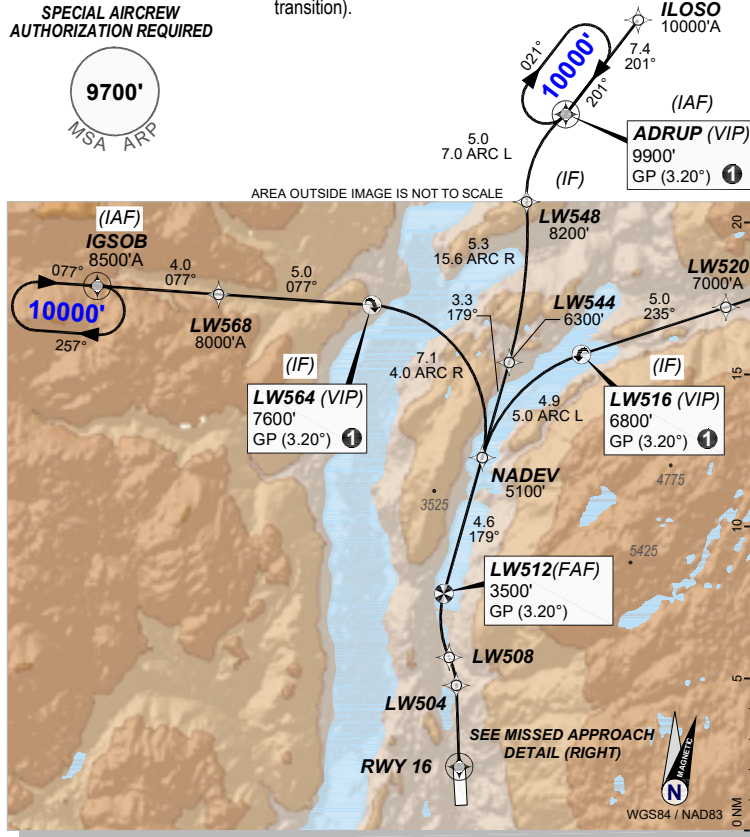 SPECIAL AIRCREW
AUTHORIZATION REQUIRED
transition).
9700'
MSA ARP
ILOSO
10000'A
7.4
201°
021°
10000'
201°
(IAF)
ADRUP (VIP)
9900'
GP (3.20°) 1
5.0
7.0 ARC L
(IF)
AREA OUTSIDE IMAGE IS NOT TO SCALE
LW548
8200'
20
(IAF)
IGSOB
8500'A
077°
10000'
257°
4.0
077°
5.0
077°
LW568
8000'A
5.3
15.6 ARC R
3.3
179°
LW544
6300'
LW520
7000'A
5.0
235°
15
(IF)
LW564 (VIP)
7600'
GP (3.20°) 1
7.1
4.0 ARC R
4.9
5.0 ARC L
(IF)
LW516 (VIP)
6800'
GP (3.20°) 1
NADEV
5100'
4775
3525
4.6
179°
10
5425
LW512(FAF)
3500'
GP (3.20°)
LW508
LW504
5
SEE MISSED APPROACH
DETAIL (RIGHT)
RWY 16
MAGNETIC
N
WGS84 / NAD83
0 NM